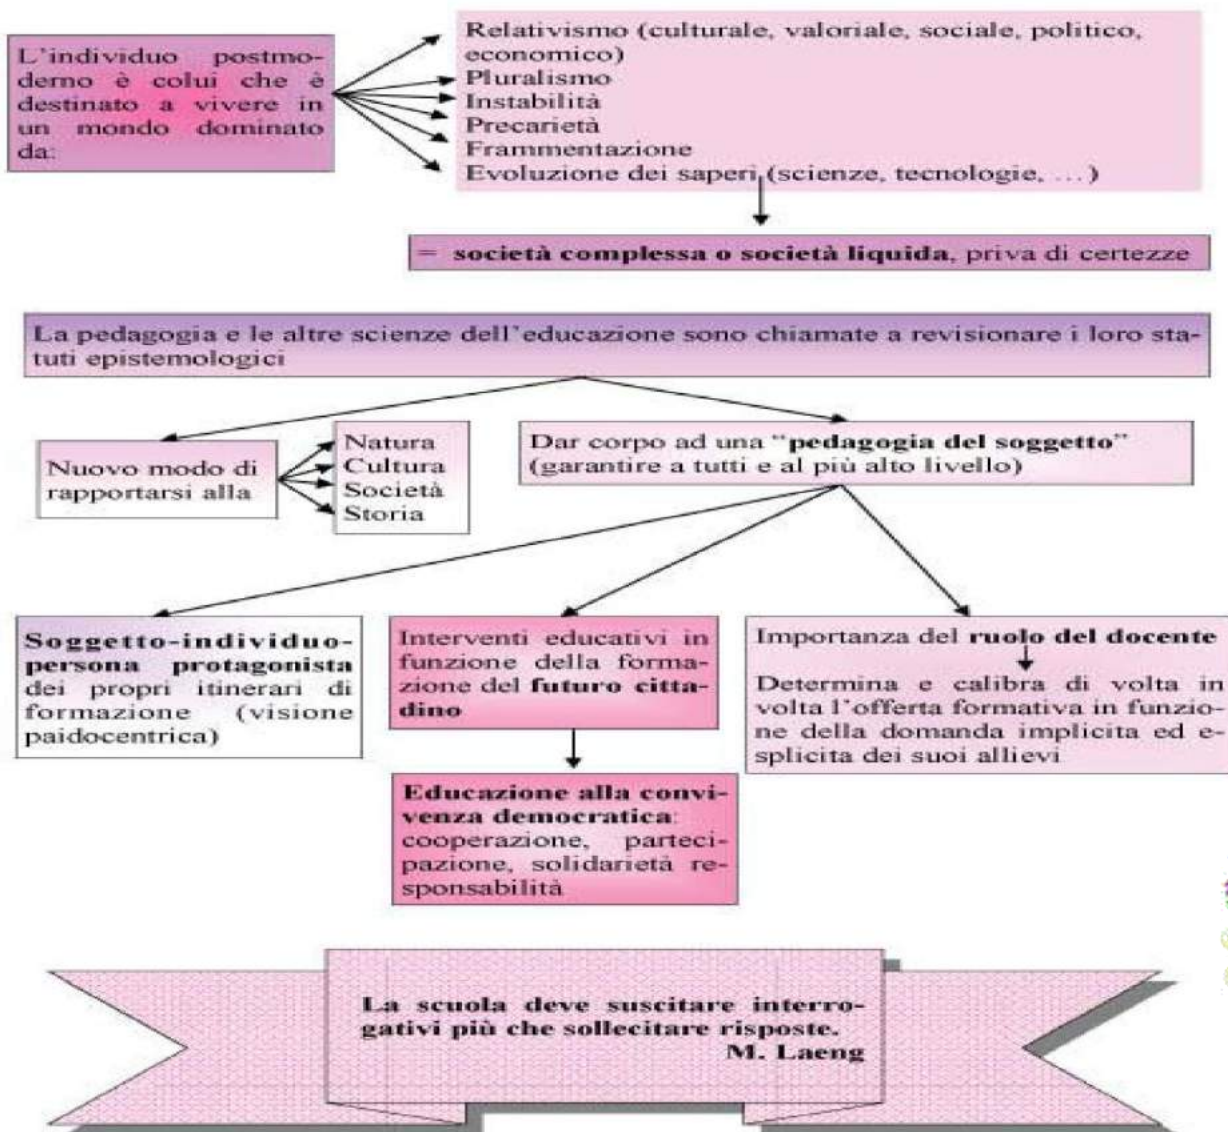 L'individuo postmo-
derno è colui che è
destinato a vivere in
un mondo dominato
da:
Relativismo (culturale, valoriale, sociale, politico,
economico)
Pluralismo
Instabilità
Precarietà
Frammentazione
Evoluzione dei saperi (scienze, tecnologie, …)
= società complessa o società liquida, priva di certezze
La pedagogia e le altre scienze dell'educazione sono chiamate a revisionare i loro sta-
tuti epistemologici
Nuovo modo di
rapportarsi alla
Natura
Cultura
Società
Storia
Dar corpo ad una "pedagogia del soggetto"
(garantire a tutti e al più alto livello)
Soggetto-individuo-
persona protagonista
dei propri itinerari di
formazione (visione
paidocentrica)
Interventi educativi in
funzione della forma-
zione del futuro citta-
dino
Educazione alla convi-
venza democratica:
cooperazione, parteci-
pazione, solidarietà re-
sponsabilità
Importanza del ruolo del docente
Determina e calibra di volta in
volta l'offerta formativa in funzio-
ne della domanda implicita ed e-
splicita dei suoi allievi
La scuola deve suscitare interro-
gativi più che sollecitare risposte.
M. Laeng